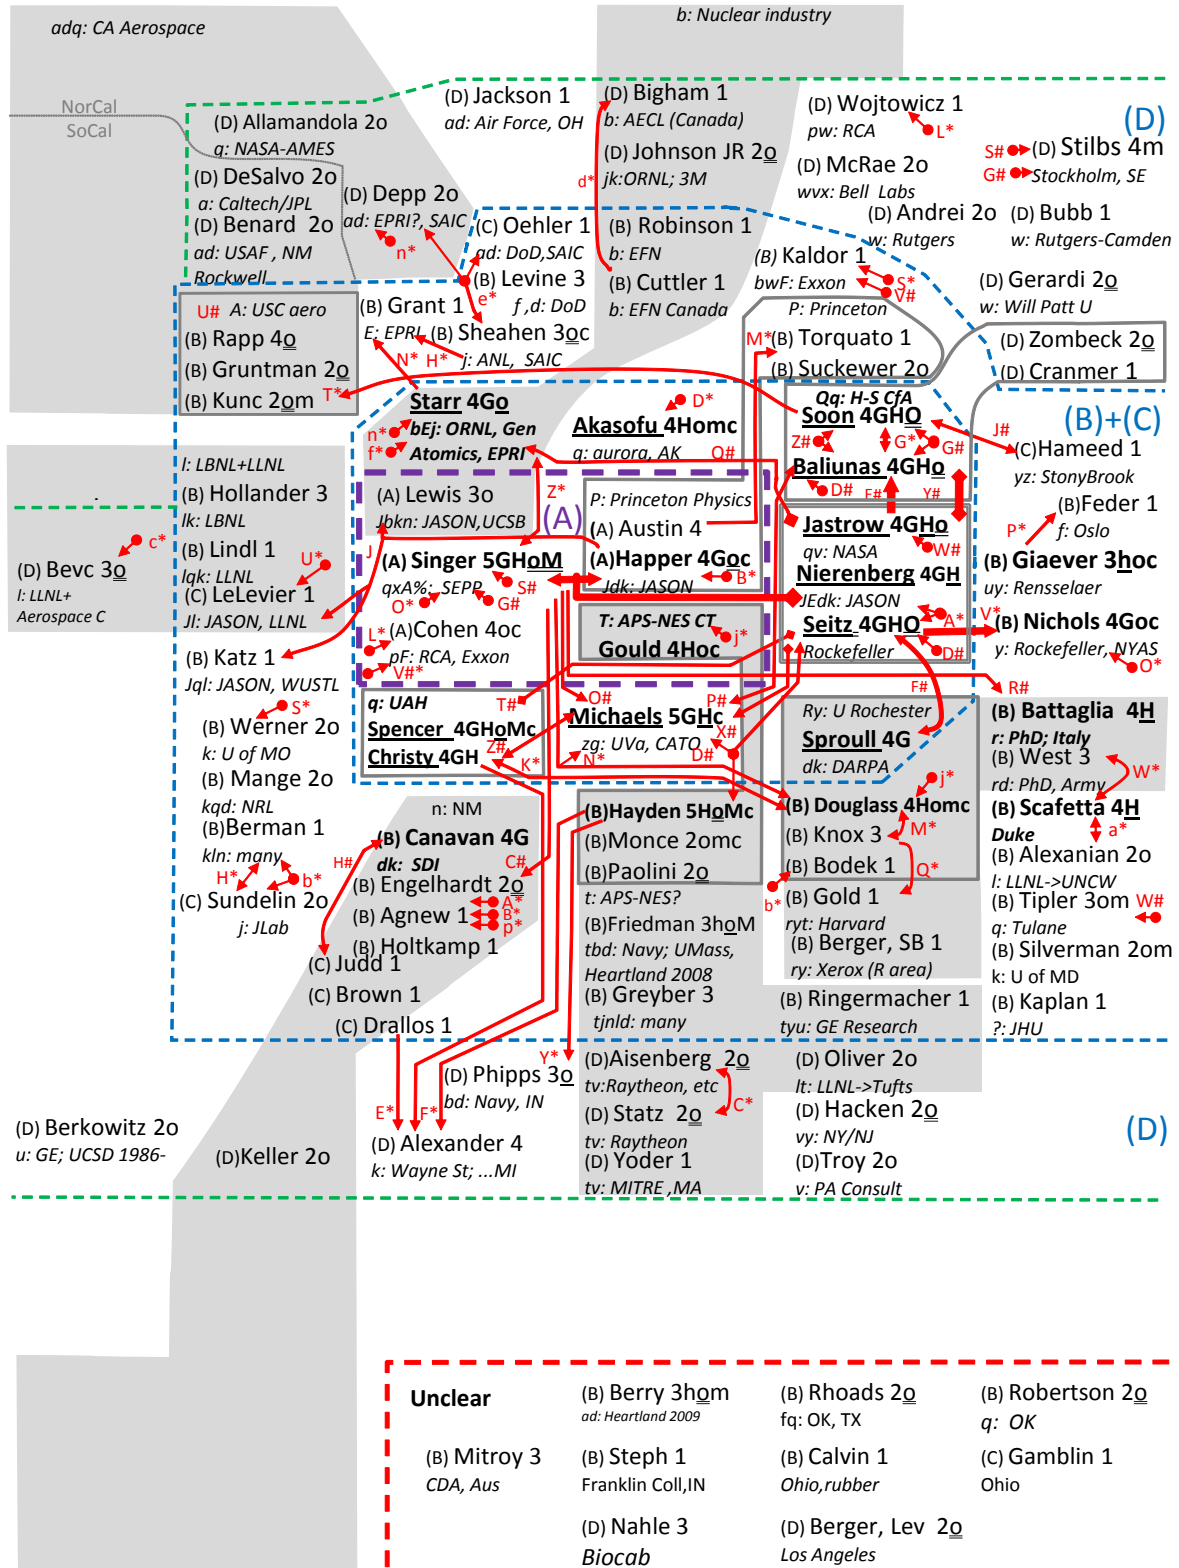 adq: CA Aerospace
b: Nuclear industry
NorCal
SoCal
(D) Allamandola 2o
q: NASA-AMES
(D) DeSalvo 2o
a: Caltech/JPL
(D) Benard 2o
ad: USAF , NM
Rockwell
(D) Depp 2o
ad: EPRI?, SAIC
n*
(D) Jackson 1
ad: Air Force, OH
(D) Bigham 1
b: AECL (Canada)
(D) Johnson JR 2o
jk:ORNL; 3M
d*
(D) Wojtowicz 1
pw: RCA
L*
(D)
(D) McRae 2o
wvx: Bell Labs
S#
G#
(D) Stilbs 4m
Stockholm, SE
(D) Andrei 2o
w: Rutgers
(D) Bubb 1
w: Rutgers-Camden
(C) Oehler 1
ad: DoD,SAIC
(B) Levine 3
f ,d: DoD
e*
(B) Robinson 1
b: EFN
(B) Cuttler 1
b: EFN Canada
(B) Kaldor 1
bwF: Exxon
S*
V#
(D) Gerardi 2o
w: Will Patt U
U#
A: USC aero
(B) Rapp 4o
(B) Gruntman 2o
(B) Kunc 2om
T*
(B) Grant 1
E: EPRI
(B) Sheahen 3oc
j: ANL, SAIC
N*
H*
P: Princeton
M*
(B) Torquato 1
(B) Suckewer 2o
(D) Zombeck 2o
(D) Cranmer 1
Starr 4Go
bEj: ORNL, Gen
Atomics, EPRI
n*
f*
D*
Akasofu 4Homc
q: aurora, AK
Q#
Qq: H-S CfA
Soon 4GHO
Z#
G*
G#
Baliunas 4GHo
D#
F#
Y#
(B)+(C)
J#
(C)Hameed 1
yz: StonyBrook
l: LBNL+LLNL
(B) Hollander 3
lk: LBNL
(B) Lindl 1
lqk: LLNL
U*
(C) LeLevier 1
Jl: JASON, LLNL
.
c*
(D) Bevc 3o
l: LLNL+
Aerospace C
(A) Lewis 3o
Jbkn: JASON,UCSB
Z*
(A)
J
(A) Singer 5GHoM
qxA%: SEPP
S#
O*
G#
P: Princeton Physics
(A) Austin 4
(A)Happer 4Goc
Jdk: JASON
B*
Jastrow 4GHo
qv: NASA
W#
Nierenberg 4GH
JEdk: JASON
A*
Seitz 4GHO
Rockefeller
D#
(B) Feder 1
f: Oslo
P*
(B) Giaever 3hoc
uy: Rensselaer
V*
(B) Nichols 4Goc
y: Rockefeller, NYAS
O*
L*
(A)Cohen 4oc
pF: RCA, Exxon
V#*
T: APS-NES CT
j*
Gould 4Hoc
(B) Katz 1
Jql: JASON, WUSTL
S*
(B) Werner 2o
k: U of MO
(B) Mange 2o
kqd: NRL
(B)Berman 1
kln: many
H*
b*
(C) Sundelin 2o
j: JLab
q: UAH
Spencer 4GHoMc
Christy 4GH
T#
Z#
K*
O#
Michaels 5GHc
zg: UVa, CATO
N*
P#
X#
D#
F#
R#
Ry: U Rochester
Sproull 4G
dk: DARPA
(B) Battaglia 4H
r: PhD; Italy
(B) West 3
rd: PhD, Army
W*
(B) Scafetta 4H
Duke
a*
(B) Alexanian 2o
l: LLNL->UNCW
(B) Tipler 3om
q: Tulane
W#
(B) Silverman 2om
k: U of MD
(B) Kaplan 1
?: JHU
n: NM
(B) Canavan 4G
dk: SDI
H#
C#
(B) Engelhardt 2o
A*
(B) Agnew 1
B*
p*
(B) Holtkamp 1
(C) Judd 1
(C) Brown 1
(C) Drallos 1
(B)Hayden 5HoMc
(B)Monce 2omc
(B)Paolini 2o
t: APS-NES?
(B)Friedman 3hoM
tbd: Navy; UMass,
Heartland 2008
(B) Greyber 3
tjnld: many
j*
(B) Douglass 4Homc
M*
(B) Knox 3
(B) Bodek 1
Q*
b*
(B) Gold 1
ryt: Harvard
(B) Berger, SB 1
ry: Xerox (R area)
(B) Ringermacher 1
tyu: GE Research
E*
F*
Y*
(D) Phipps 3o
bd: Navy, IN
(D) Alexander 4
k: Wayne St; ...MI
(D)Aisenberg 2o
tv:Raytheon, etc
C*
(D) Statz 2o
tv: Raytheon
(D) Yoder 1
tv: MITRE ,MA
(D) Oliver 2o
lt: LLNL->Tufts
(D) Hacken 2o
vy: NY/NJ
(D)Troy 2o
v: PA Consult
(D)
(D) Berkowitz 2o
u: GE; UCSD 1986-
(D)Keller 2o
Unclear
(B) Berry 3hom
ad: Heartland 2009
(B) Rhoads 2o
fq: OK, TX
(B) Robertson 2o
q: OK
(B) Mitroy 3
CDA, Aus
(B) Steph 1
Franklin Coll,IN
(B) Calvin 1
Ohio,rubber
(C) Gamblin 1
Ohio
(D) Nahle 3
Biocab
(D) Berger, Lev 2o
Los Angeles